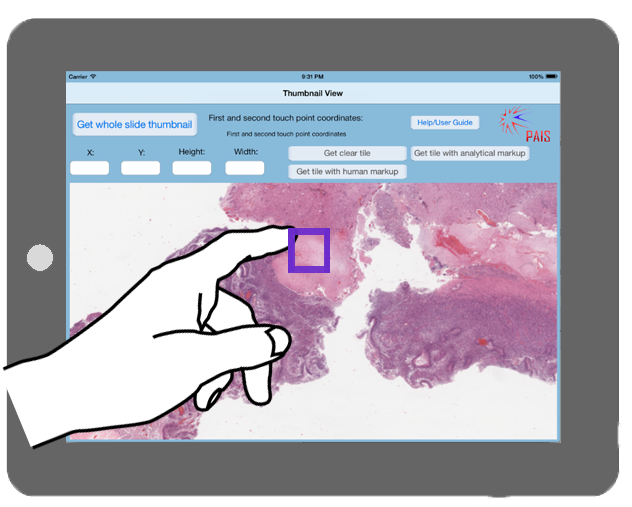 Carrier 9:31 PM 100%
Thumbnail View
Get whole slide thumbnail
First and second touch point coordinates:
First and second touch point coordinates
Help/User Guide
PAIS
X: Y: Height: Width:
Get clear tile
Get tile with analytical markup
Get tile with human markup